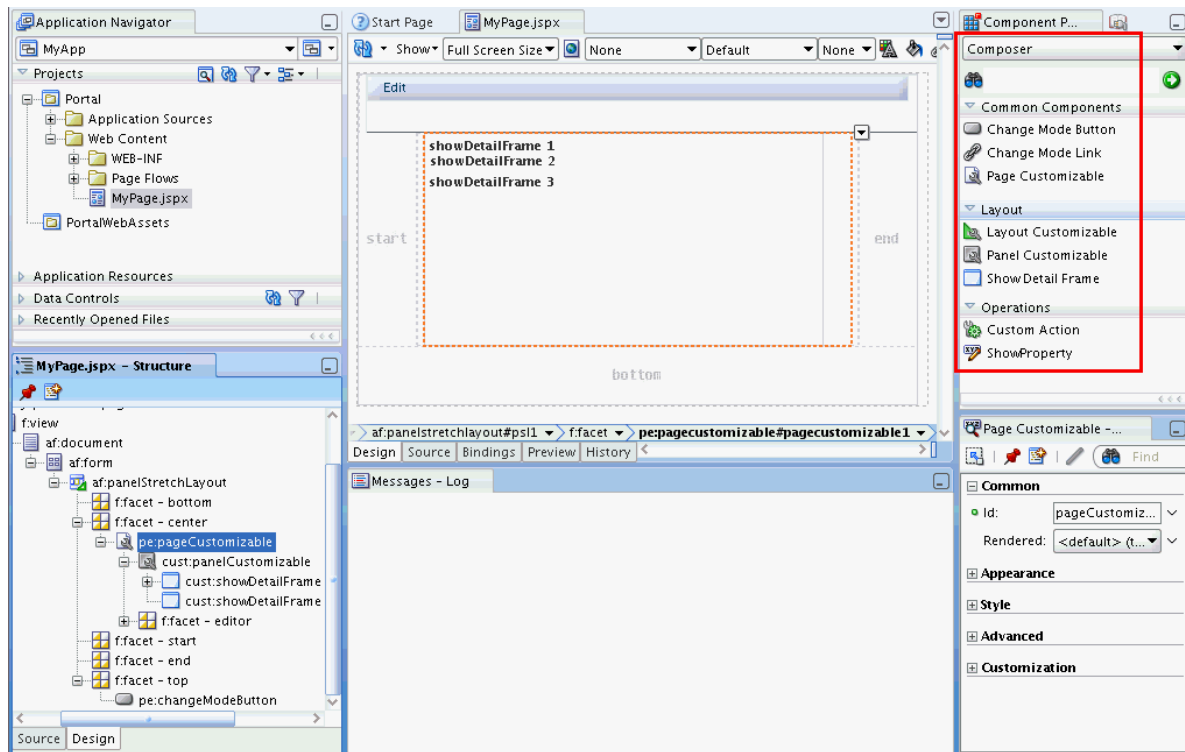 Application Navigator
MyApp
Projects
Portal
Application Sources
Web Content
WEB-INF
Page Flows
MyPage.jspx
PortalWebAssets
Application Resources
Data Controls
Recently Opened Files
MyPage.jspx - Structure
f:view
af:document
af:form
af:panelStretchLayout
f:facet - bottom
f:facet - center
pe:pageCustomizable
cust:panelCustomizable
cust:showDetailFrame
cust:showDetailFrame
f:facet - editor
f:facet - start
f:facet - end
f:facet - top
pe:changeModeButton
Source Design
Start Page MyPage.jspx
Show Full Screen Size None Default None
Edit
showDetailFrame 1
showDetailFrame 2
showDetailFrame 3
start
end
bottom
af:panelstretchlayout#psl1 f:facet pe:pagecustomizable#pagecustomizable1
Design Source Bindings Preview History
Messages - Log
Component P...
Composer
Common Components
Change Mode Button
Change Mode Link
Page Customizable
Layout
Layout Customizable
Panel Customizable
Show Detail Frame
Operations
Custom Action
ShowProperty
Page Customizable -...
Find
Common
Id: pageCustomiz...
Rendered: <default> (t...
Appearance
Style
Advanced
Customization